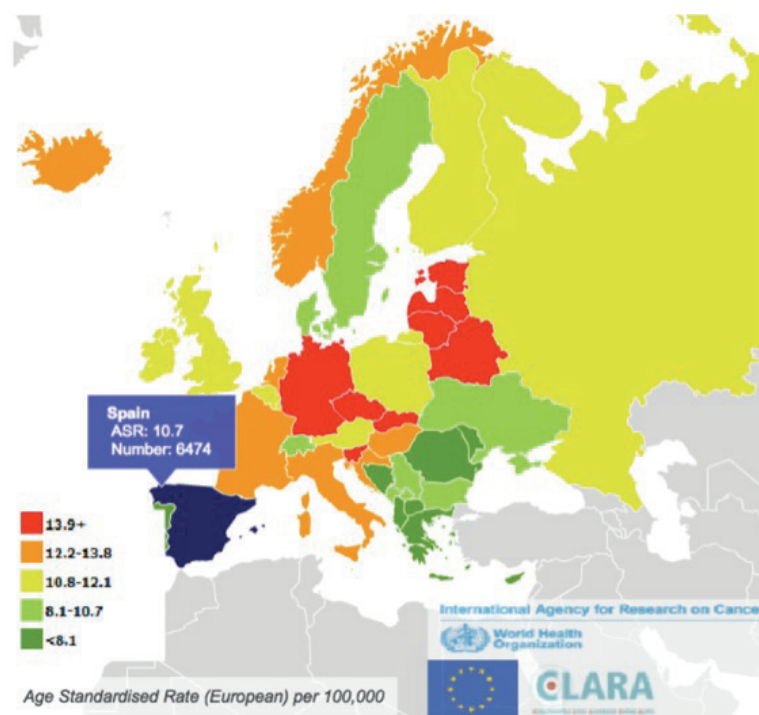 Spain
ASR: 10.7
Number: 6474
13.9+
12.2-13.8
10.8-12.1
8.1-10.7
<8.1
International Agency for Research on Cance
World Health
Organization
CLARA
Age Standardised Rate (European) per 100,000